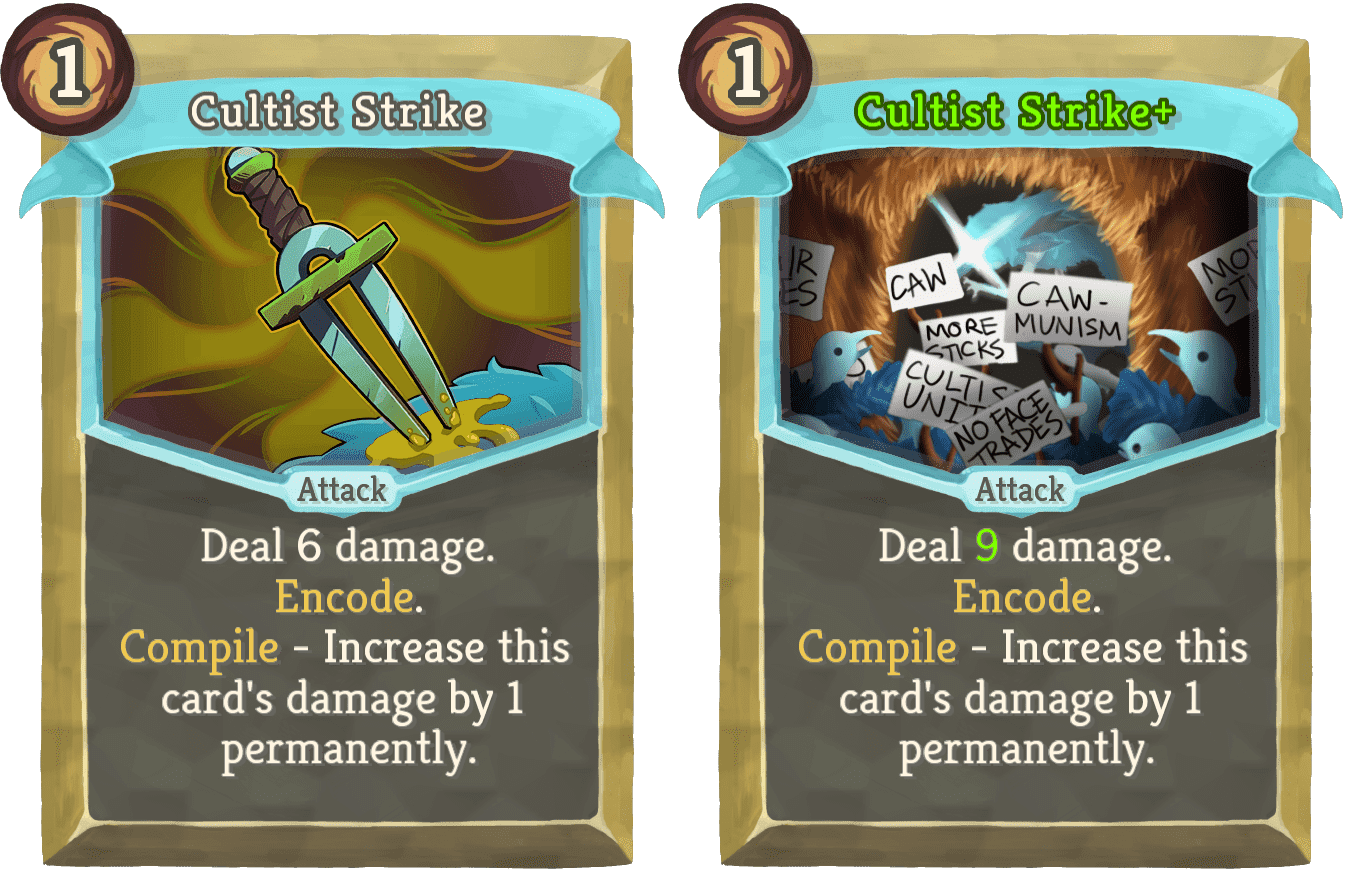 1
Cultist Strike
Attack
Deal 6 damage.
Encode.
Compile - Increase this
card's damage by 1
permanently.
1
Cultist Strike+
CAW
CAW-
MUNISM
MORE
STICKS
NO FACE
TRADES
Attack
Deal 9 damage.
Encode.
Compile - Increase this
card's damage by 1
permanently.